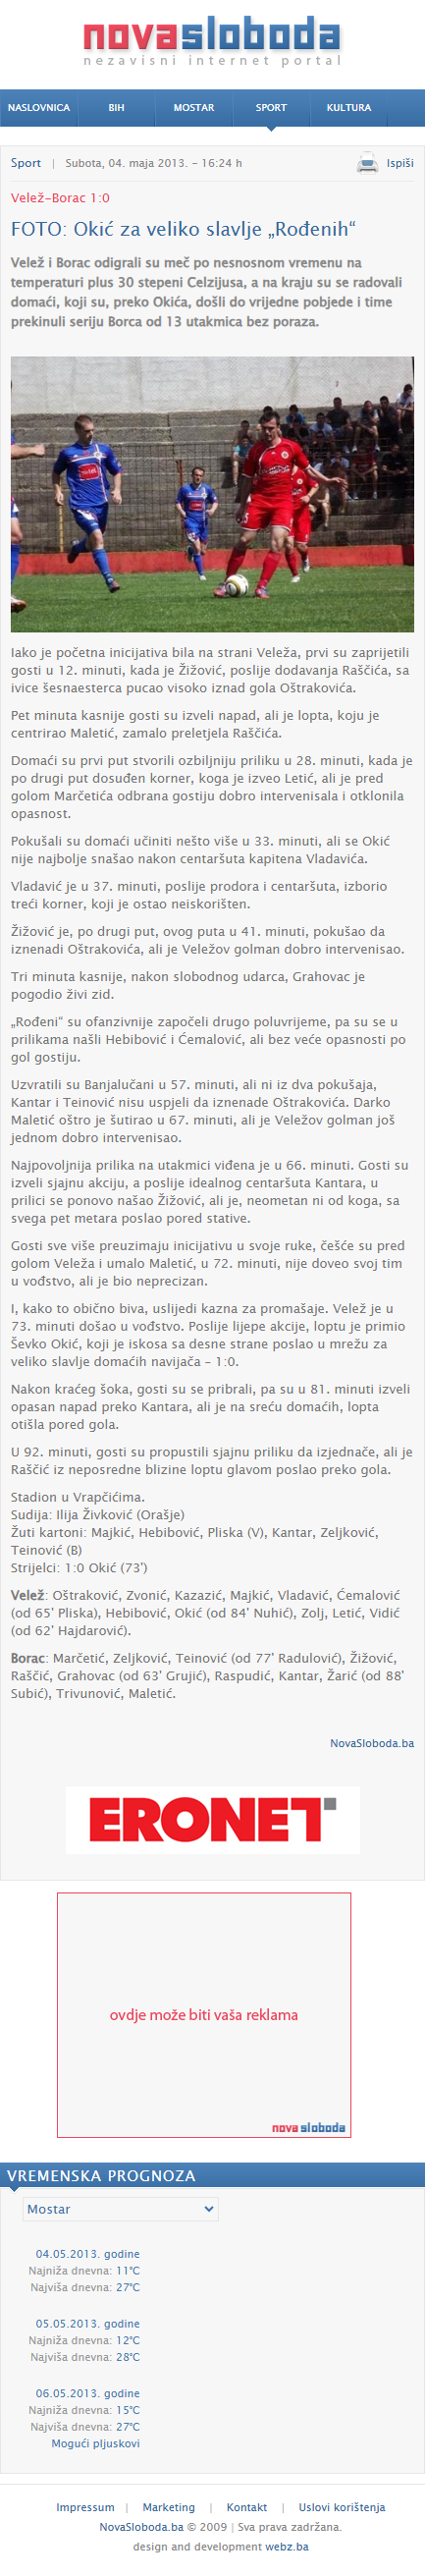 novasloboda
nezavisni internet portal
NASLOVNICA BIH MOSTAR SPORT KULTURA
Sport | Subota, 04. maja 2013. - 16:24 h Ispiši
Velež-Borac 1:0
FOTO: Okić za veliko slavlje „Rođenih“
Velež i Borac odigrali su meč po nesnosnom vremenu na
temperaturi plus 30 stepeni Celzijusa, a na kraju su se radovali
domaći, koji su, preko Okića, došli do vrijedne pobjede i time
prekinuli seriju Borca od 13 utakmica bez poraza.
Iako je početna inicijativa bila na strani Veleža, prvi su zaprijetili
gosti u 12. minuti, kada je Žižović, poslije dodavanja Raščića, sa
ivice šesnaesterca pucao visoko iznad gola Oštrakovića.
Pet minuta kasnije gosti su izveli napad, ali je lopta, koju je
centrirao Maletić, zamalo preletjela Raščića.
Domaći su prvi put stvorili ozbiljniju priliku u 28. minuti, kada je
po drugi put dosuđen korner, koga je izveo Letić, ali je pred
golom Marčetića odbrana gostiju dobro intervenisala i otklonila
opasnost.
Pokušali su domaći učiniti nešto više u 33. minuti, ali se Okić
nije najbolje snašao nakon centaršuta kapitena Vladavića.
Vladavić je u 37. minuti, poslije prodora i centaršuta, izborio
treći korner, koji je ostao neiskorišten.
Žižović je, po drugi put, ovog puta u 41. minuti, pokušao da
iznenadi Oštrakovića, ali je Veležov golman dobro intervenisao.
Tri minuta kasnije, nakon slobodnog udarca, Grahovac je
pogodio živi zid.
„Rođeni“ su ofanzivnije započeli drugo poluvrijeme, pa su se u
prilikama našli Hebibović i Ćemalović, ali bez veće opasnosti po
gol gostiju.
Uzvratili su Banjalučani u 57. minuti, ali ni iz dva pokušaja,
Kantar i Teinović nisu uspjeli da iznenade Oštrakovića. Darko
Maletić oštro je šutirao u 67. minuti, ali je Veležov golman još
jednom dobro intervenisao.
Najpovoljnija prilika na utakmici viđena je u 66. minuti. Gosti su
izveli sjajnu akciju, a poslije idealnog centaršuta Kantara, u
prilici se ponovo našao Žižović, ali je, neometan ni od koga, sa
svega pet metara poslao pored stative.
Gosti sve više preuzimaju inicijativu u svoje ruke, češće su pred
golom Veleža i umalo Maletić, u 72. minuti, nije doveo svoj tim
u vođstvo, ali je bio neprecizan.
I, kako to obično biva, uslijedi kazna za promašaje. Velež je u
73. minuti došao u vođstvo. Poslije lijepe akcije, loptu je primio
Ševko Okić, koji je iskosa sa desne strane poslao u mrežu za
veliko slavlje domaćih navijača - 1:0.
Nakon kraćeg šoka, gosti su se pribrali, pa su u 81. minuti izveli
opasan napad preko Kantara, ali je na sreću domaćih, lopta
otišla pored gola.
U 92. minuti, gosti su propustili sjajnu priliku da izjednače, ali je
Raščić iz neposredne blizine loptu glavom poslao preko gola.
Stadion u Vrapčićima.
Sudija: Ilija Živković (Orašje)
Žuti kartoni: Majkić, Hebibović, Pliska (V), Kantar, Zeljković,
Teinović (B)
Strijelci: 1:0 Okić (73')
Velež: Oštraković, Zvonić, Kazazić, Majkić, Vladavić, Ćemalović
(od 65' Pliska), Hebibović, Okić (od 84' Nuhić), Zolj, Letić, Vidić
(od 62' Hajdarović).
Borac: Marčetić, Zeljković, Teinović (od 77' Radulović), Žižović,
Raščić, Grahovac (od 63' Grujić), Raspudić, Kantar, Žarić (od 88'
Subić), Trivunović, Maletić.
NovaSloboda.ba
ERONET
ovdje može biti vaša reklama
nova sloboda
VREMENSKA PROGNOZA
Mostar
04.05.2013. godine
Najniža dnevna: 11°C
Najviša dnevna: 27°C
05.05.2013. godine
Najniža dnevna: 12°C
Najviša dnevna: 28°C
06.05.2013. godine
Najniža dnevna: 15°C
Najviša dnevna: 27°C
Mogući pljuskovi
Impressum | Marketing | Kontakt | Uslovi korištenja
NovaSloboda.ba © 2009 | Sva prava zadržana.
design and development webz.ba